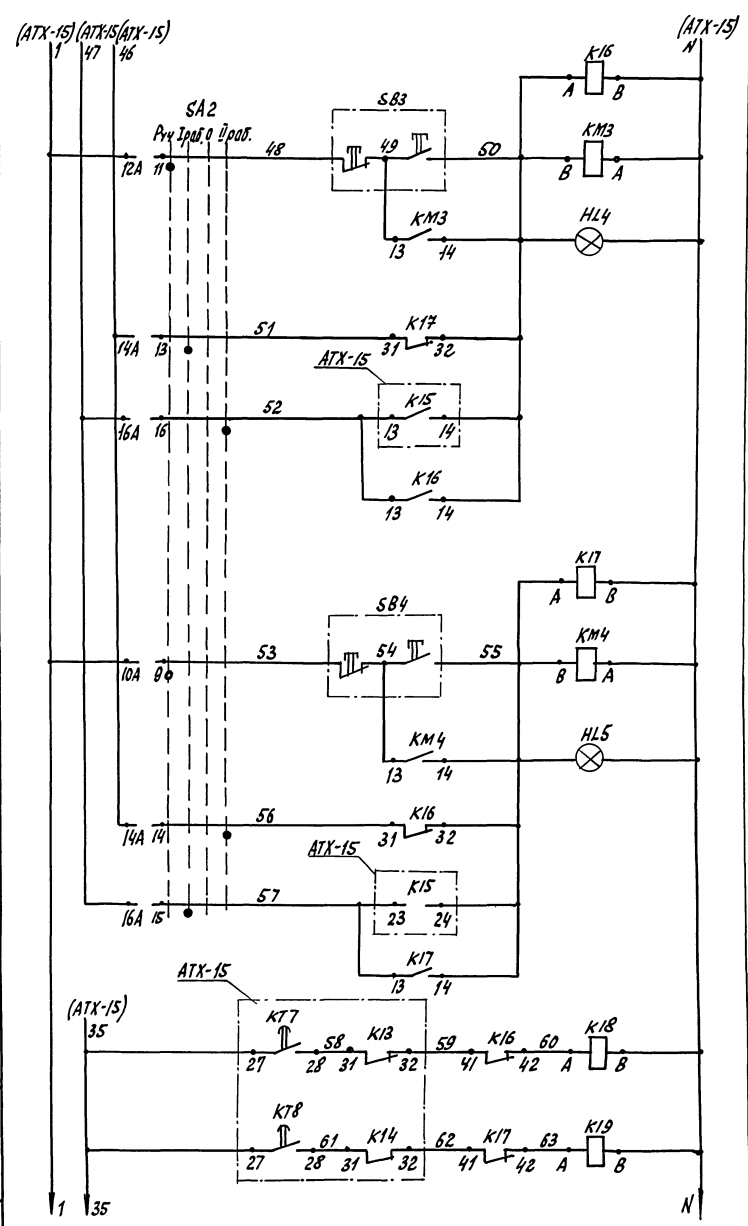 (АТХ-15) (АТХ-15 (АТХ-15) (АТХ-15)
1 47 46 N
К16
А В
SA2 SB3 КМ3
Руч Iраб. 0 IIраб.
12А 11 48 49 50 В А
КМ3 HL4
13 14
51 К17
14А 13 31 32
АТХ-15
52 К15
16А 16 13 14
К16
13 14
К17
А В
SB4 КМ4
53 54 55
10А 9 В А
КМ4 HL5
13 14
56 К16
14А 14 31 32
АТХ-15
57 К15
16А 15 23 24
К17
13 14
АТХ-15
(АТХ-15)
35
КТ7 58 К13 59 К16 60 К18
27 28 31 32 41 42 А В
КТ8 61 К14 62 К17 63 К19
27 28 31 32 41 42 А В
1 35 N